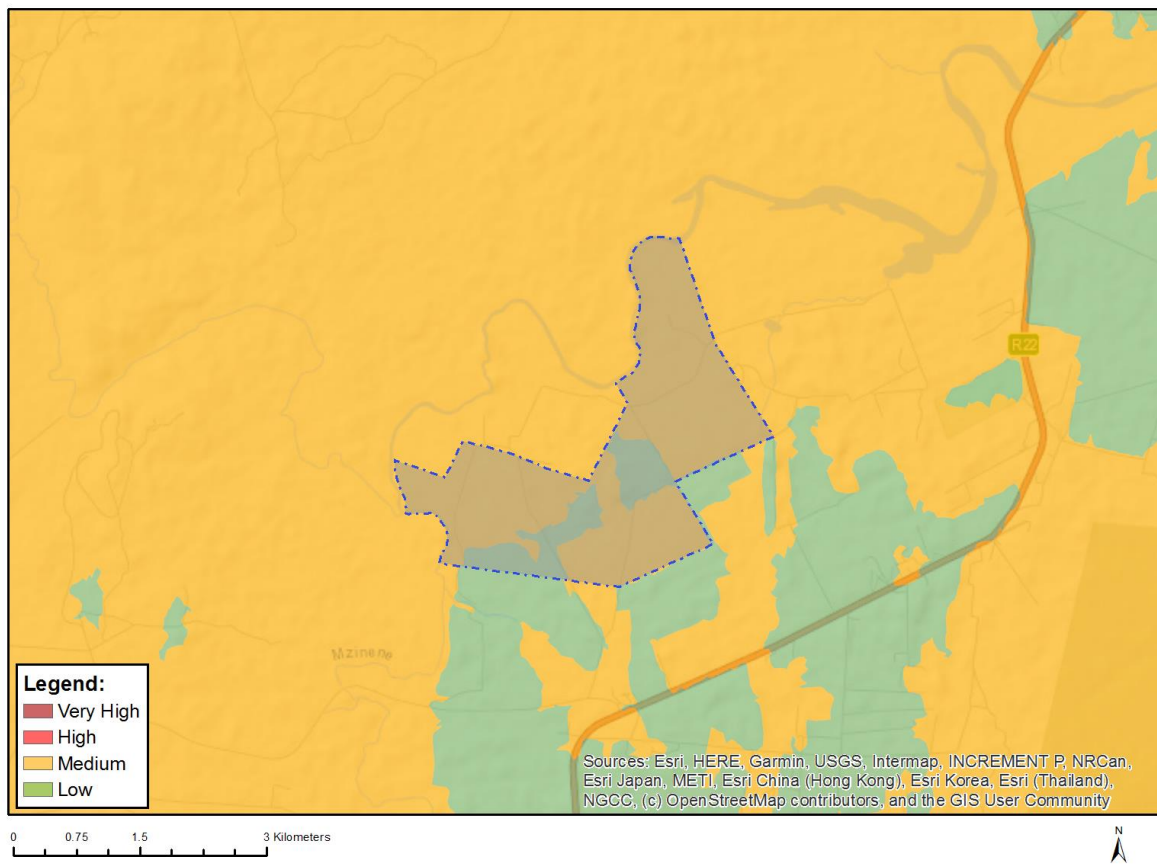 R22
Mzinene
Legend:
Very High
High
Medium
Low
Sources: Esri, HERE, Garmin, USGS, Intermap, INCREMENT P, NRCan,
Esri Japan, METI, Esri China (Hong Kong), Esri Korea, Esri (Thailand),
NGCC, (c) OpenStreetMap contributors, and the GIS User Community
0 0.75 1.5 3 Kilometers
N